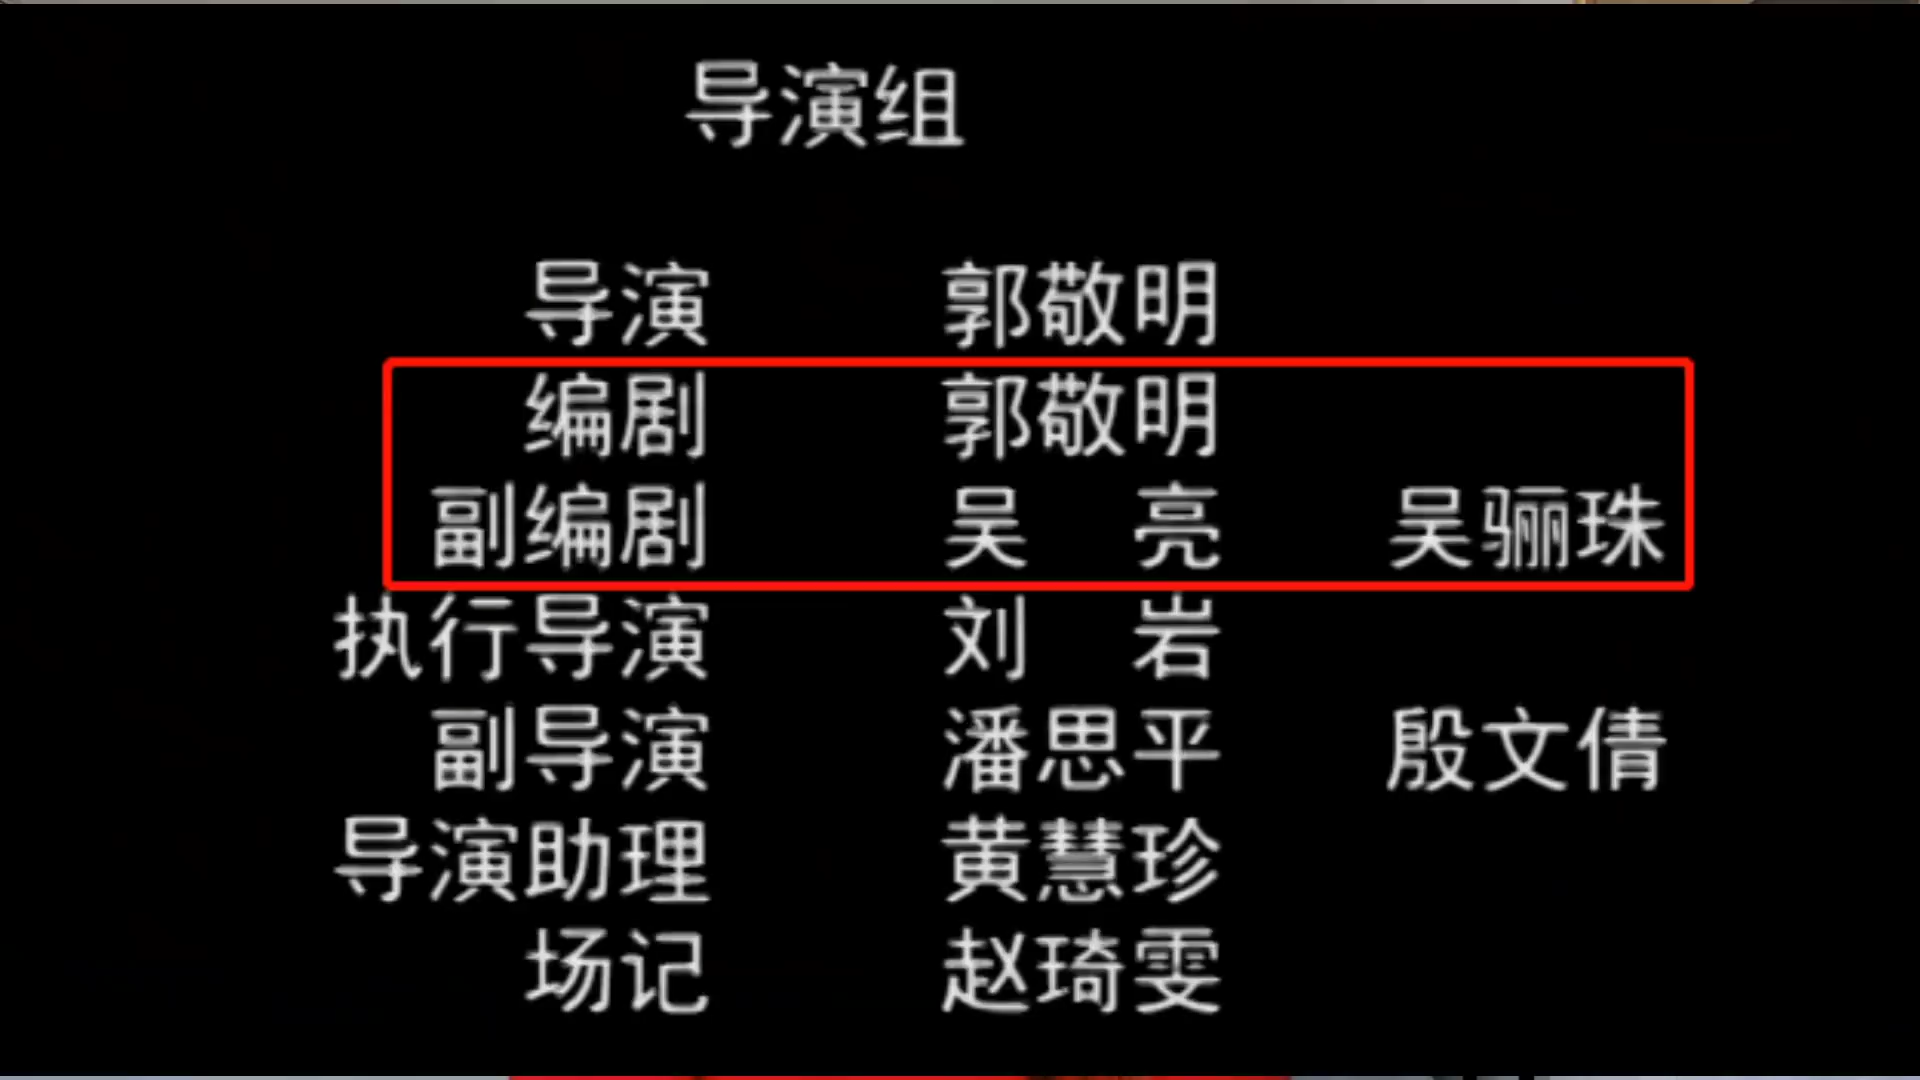 导演组
导演 郭敬明
编剧 郭敬明
副编剧 吴亮 吴骊珠
执行导演 刘岩
副导演 潘思平 殷文倩
导演助理 黄慧珍
场记 赵琦雯